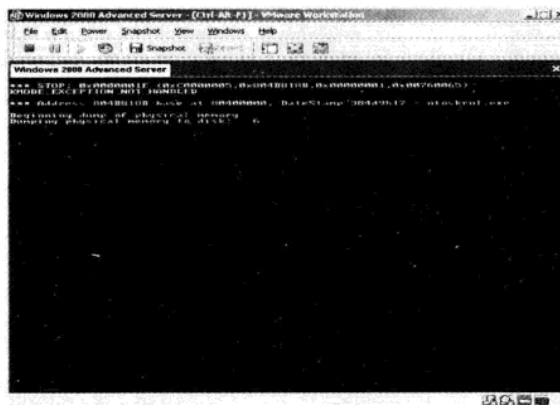 Windows 2000 Advanced Server - [Ctrl-Alt-F1] - VMware Workstation
File Edit Power Snapshot View Windows Help
Snapshot
Windows 2000 Advanced Server
*** STOP: 0x0000001E (0xC0000005,0x804BB1D8,0x00000001,0x00760065)
KMODE_EXCEPTION_NOT_HANDLED
*** Address 804BB1D8 base at 80400000, DateStamp 384d9b17 - ntoskrnl.exe
Beginning dump of physical memory
Dumping physical memory to disk: 6